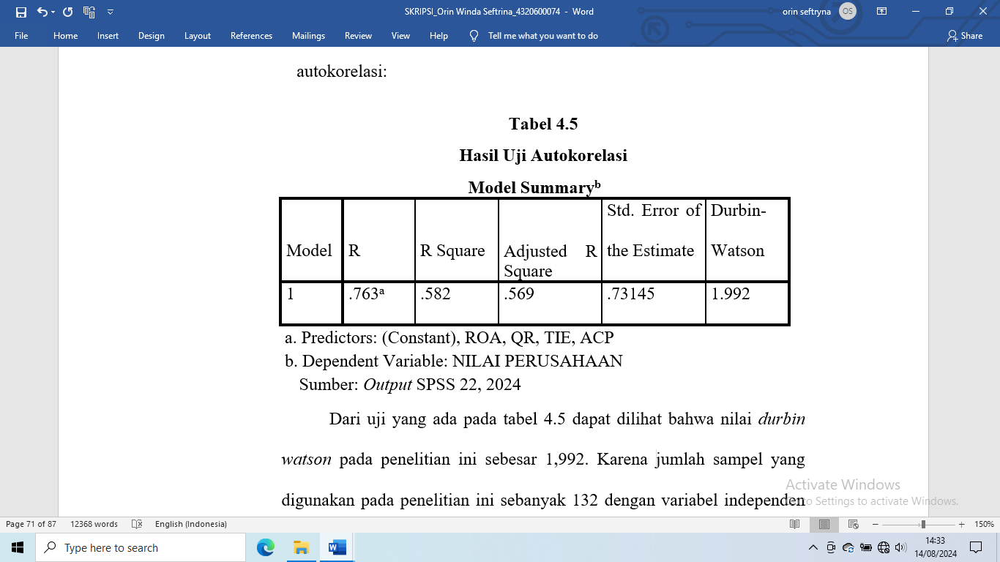 SKRIPSI_Orin Winda Seftrina_4320600074 - Word
orin seftryna
OS
File Home Insert Design Layout References Mailings Review View Help Tell me what you want to do Share
autokorelasi:
Tabel 4.5
Hasil Uji Autokorelasi
Model Summaryᵇ
Model R R Square Adjusted R Square Std. Error of the Estimate Durbin-Watson
1 .763ᵃ .582 .569 .73145 1.992
a. Predictors: (Constant), ROA, QR, TIE, ACP
b. Dependent Variable: NILAI PERUSAHAAN
Sumber: Output SPSS 22, 2024
Dari uji yang ada pada tabel 4.5 dapat dilihat bahwa nilai durbin
watson pada penelitian ini sebesar 1,992. Karena jumlah sampel yang
digunakan pada penelitian ini sebanyak 132 dengan variabel independen
Activate Windows
Go to Settings to activate Windows.
Page 71 of 87 12368 words English (Indonesia) 150%
Type here to search
14:33
14/08/2024